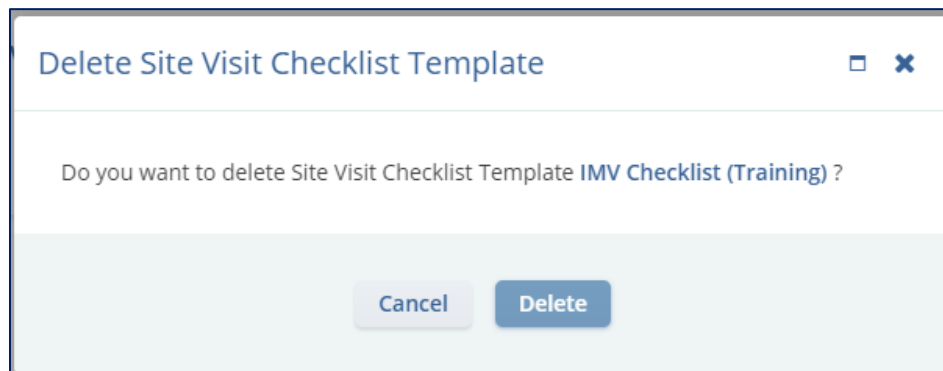 Delete Site Visit Checklist Template
Do you want to delete Site Visit Checklist Template IMV Checklist (Training) ?
Cancel Delete